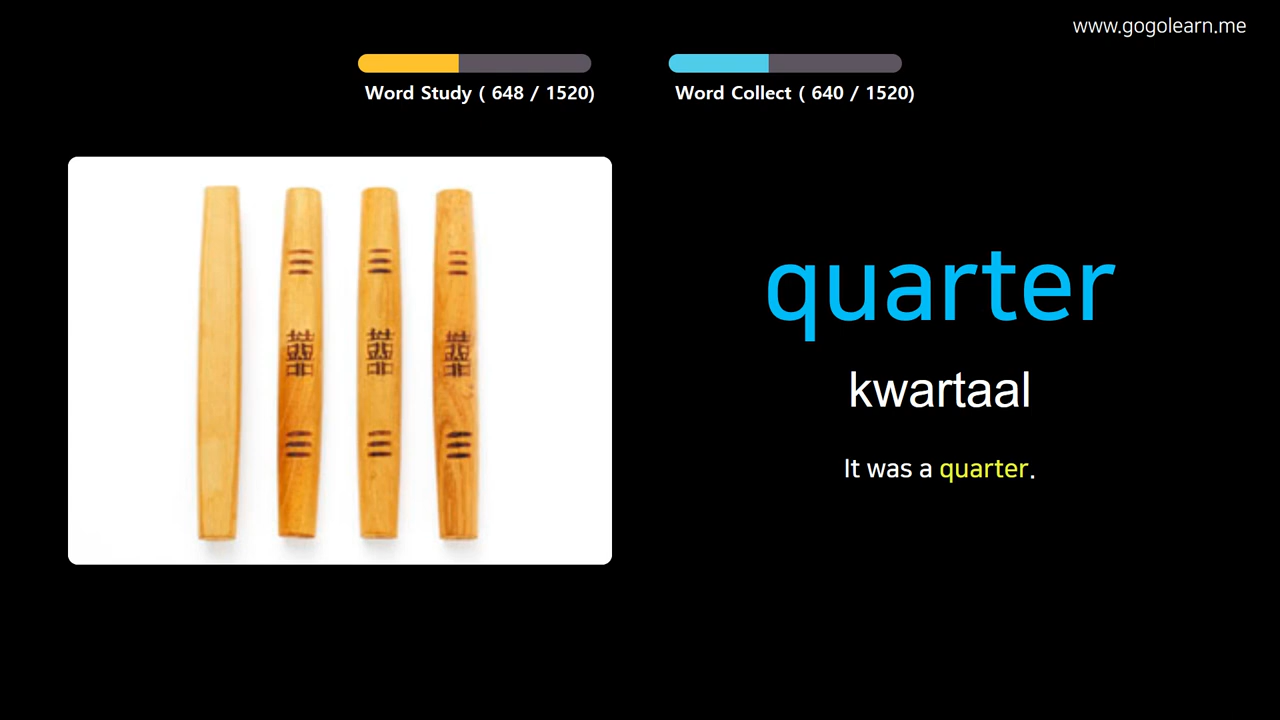 www.gogolearn.me
Word Study ( 648 / 1520)
Word Collect ( 640 / 1520)
quarter
kwartaal
It was a quarter.